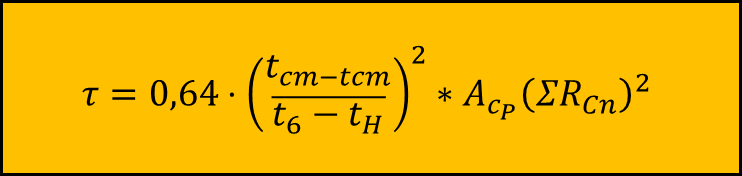 τ = 0,64 · (t_{cm−tcm} / t_6 − t_H)^2 * A_{c_P} (ΣR_{Cn})^2